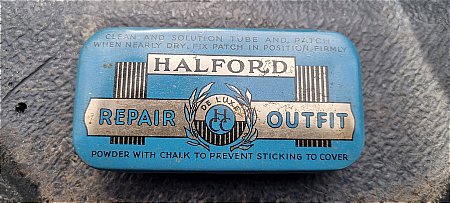 CLEAN AND SOLUTION TUBE AND PATCH
WHEN NEARLY DRY, FIX PATCH IN POSITION FIRMLY
HALFORD
DE LUXE
REPAIR OUTFIT
HCC
POWDER WITH CHALK TO PREVENT STICKING TO COVER